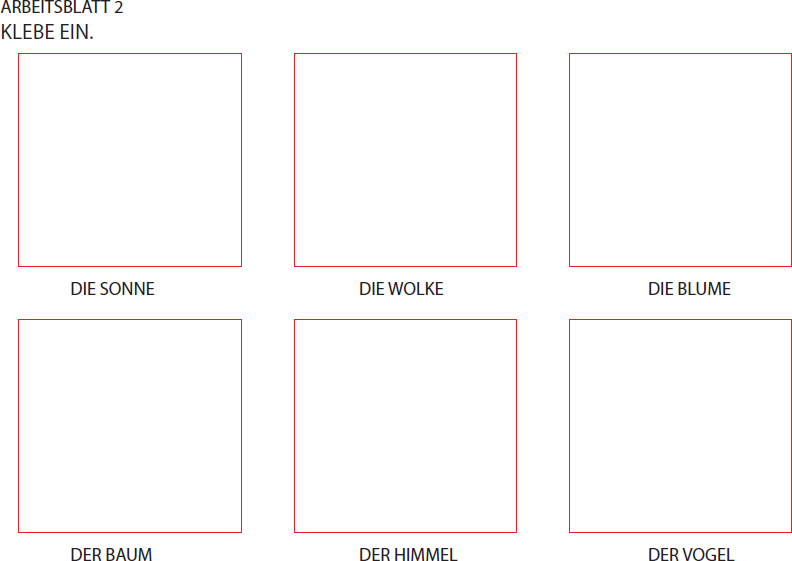 ARBEITSBLATT 2
KLEBE EIN.
DIE SONNE
DIE WOLKE
DIE BLUME
DER BAUM
DER HIMMEL
DER VOGEL